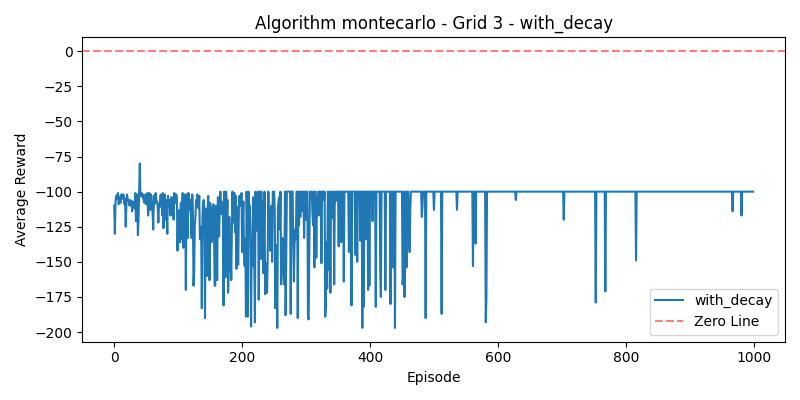 Algorithm montecarlo - Grid 3 - with_decay
Average Reward
0
−25
−50
−75
−100
−125
−150
−175
−200
0 200 400 600 800 1000
Episode
with_decay
Zero Line